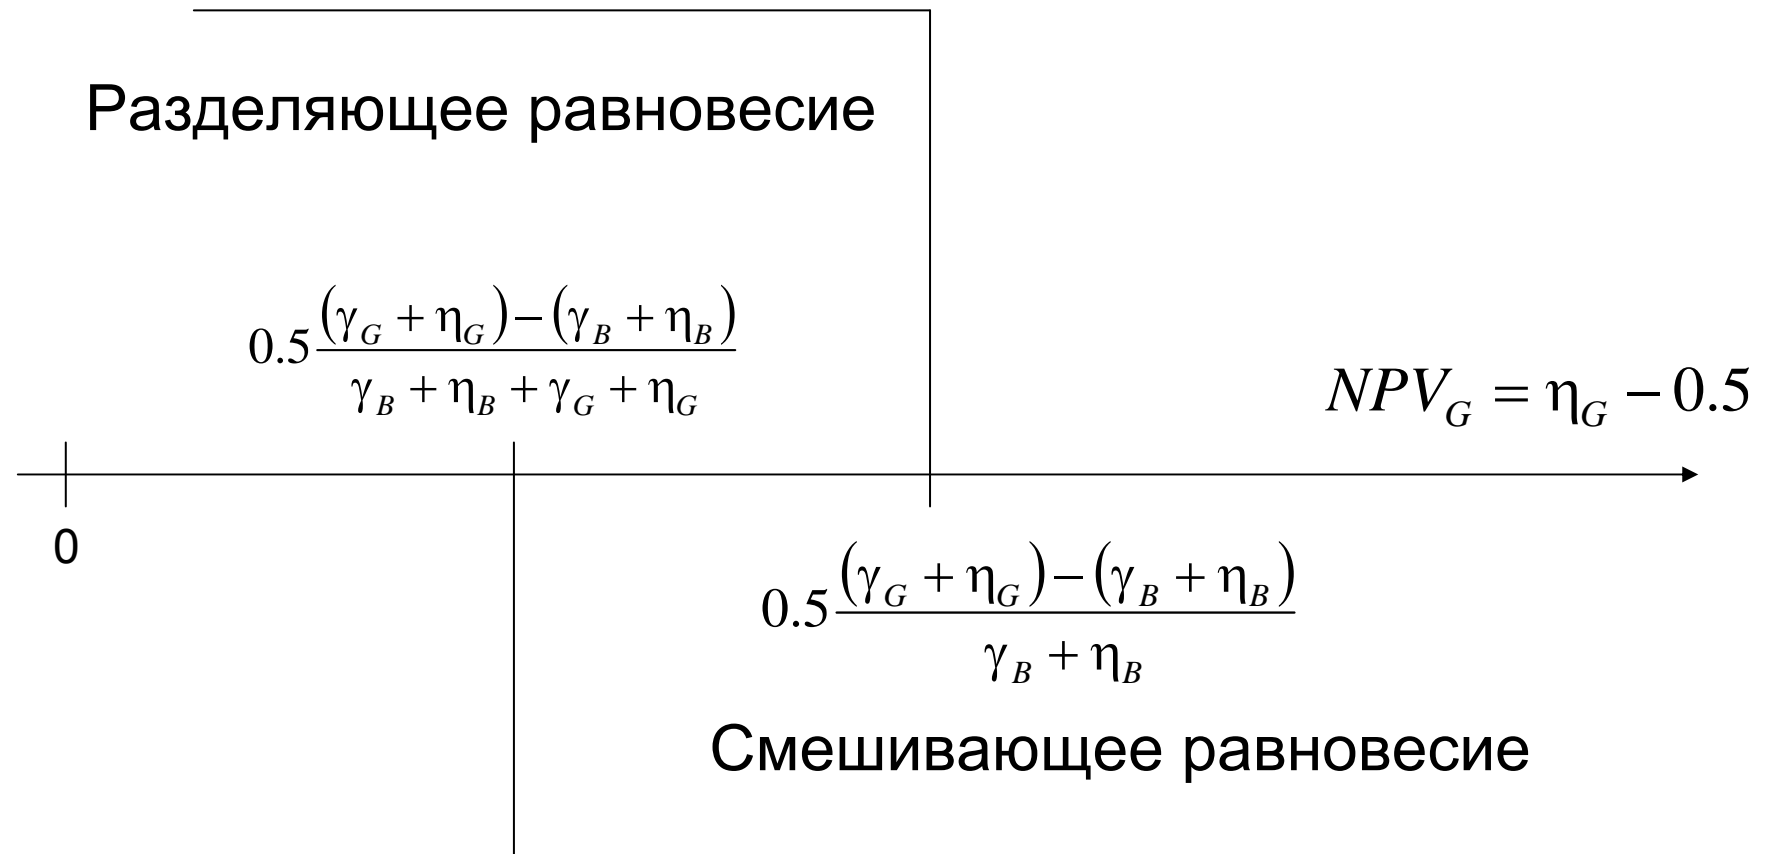 Разделяющее равновесие
0.5 (γ_G + η_G) − (γ_B + η_B) / γ_B + η_B + γ_G + η_G
NPV_G = η_G − 0.5
0
0.5 (γ_G + η_G) − (γ_B + η_B) / γ_B + η_B
Смешивающее равновесие